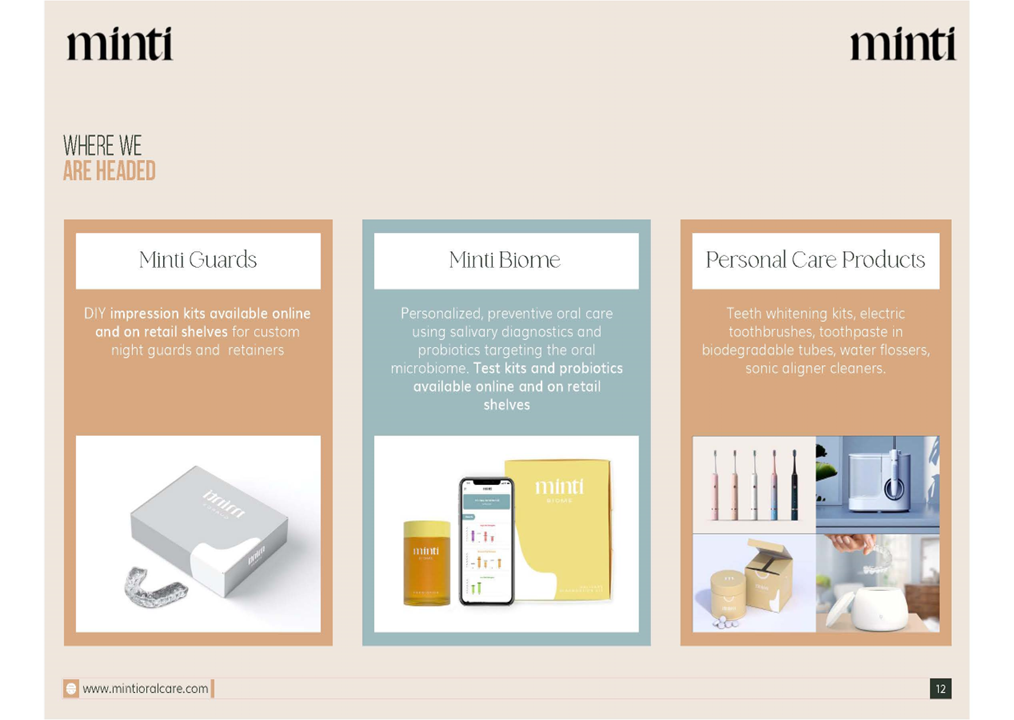 minti
minti
WHERE WE
ARE HEADED
Minti Guards
DIY impression kits available online
and on retail shelves for custom
night guards and retainers
minti
minti
Minti Biome
Personalized, preventive oral care
using salivary diagnostics and
probiotics targeting the oral
microbiome. Test kits and probiotics
available online and on retail
shelves
minti
minti
Personal Care Products
Teeth whitening kits, electric
toothbrushes, toothpaste in
biodegradable tubes, water flossers,
sonic aligner cleaners.
minti
www.mintioralcare.com
12